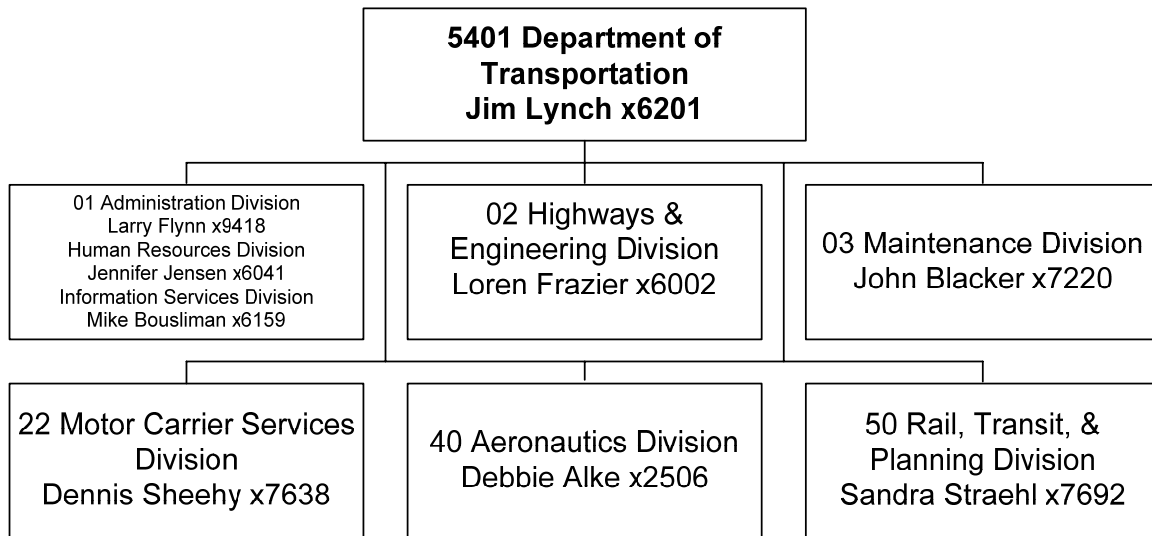 5401 Department of
Transportation
Jim Lynch x6201
01 Administration Division
Larry Flynn x9418
Human Resources Division
Jennifer Jensen x6041
Information Services Division
Mike Bousliman x6159
02 Highways &
Engineering Division
Loren Frazier x6002
03 Maintenance Division
John Blacker x7220
22 Motor Carrier Services
Division
Dennis Sheehy x7638
40 Aeronautics Division
Debbie Alke x2506
50 Rail, Transit, &
Planning Division
Sandra Straehl x7692